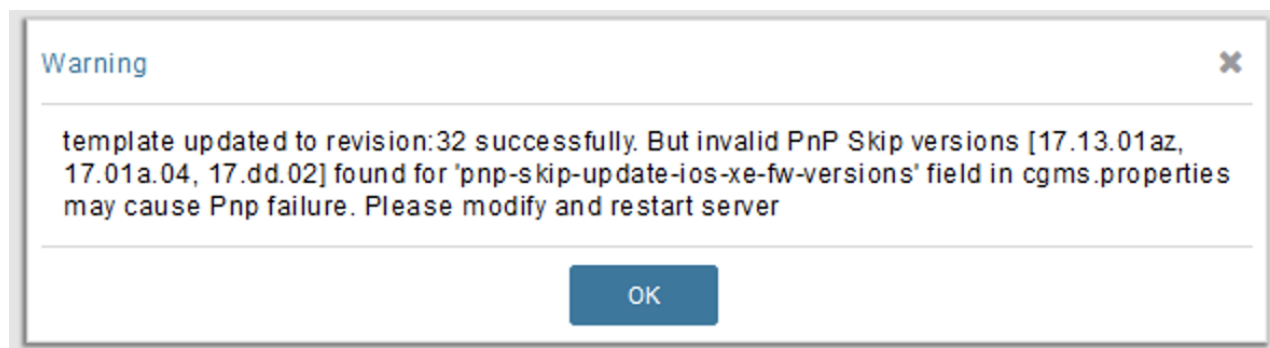 Warning
template updated to revision:32 successfully. But invalid PnP Skip versions [17.13.01az,
17.01a.04, 17.dd.02] found for 'pnp-skip-update-ios-xe-fw-versions' field in cgms.properties
may cause Pnp failure. Please modify and restart server
OK